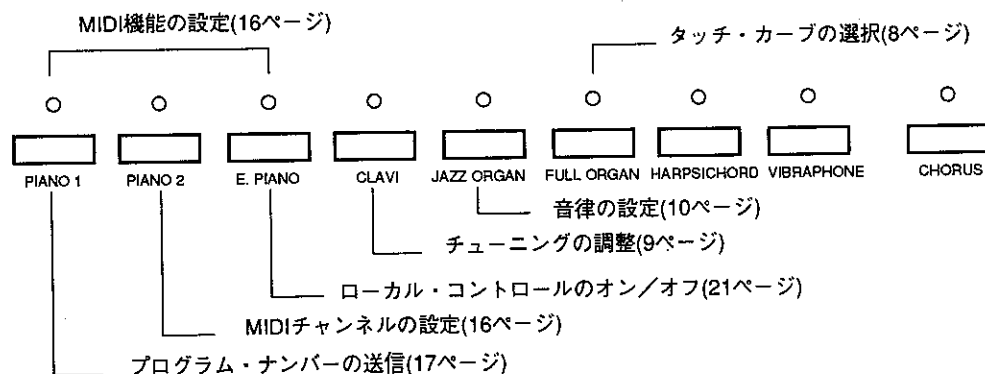 MIDI機能の設定(16ページ)
タッチ・カーブの選択(8ページ)
PIANO 1
PIANO 2
E. PIANO
CLAVI
JAZZ ORGAN
FULL ORGAN
HARPSICHORD
VIBRAPHONE
CHORUS
音律の設定(10ページ)
チューニングの調整(9ページ)
ローカル・コントロールのオン／オフ(21ページ)
MIDIチャンネルの設定(16ページ)
プログラム・ナンバーの送信(17ページ)